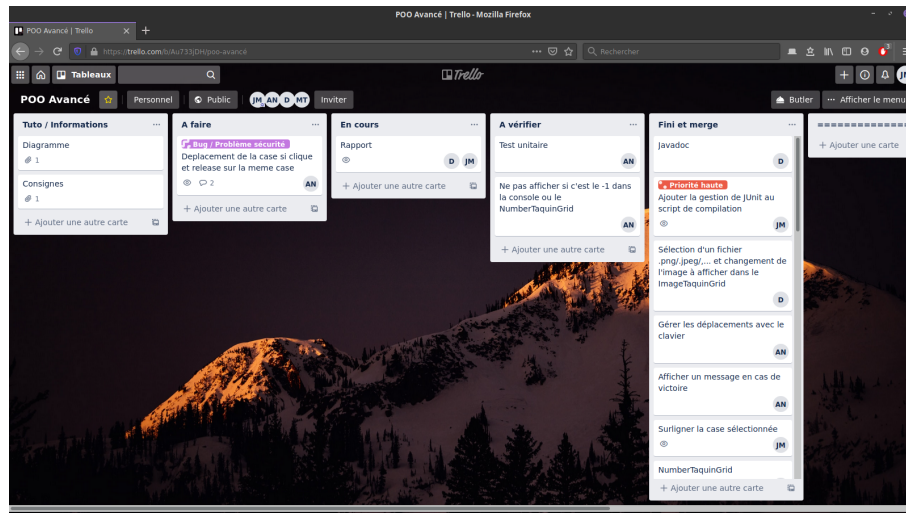 POO Avancé | Trello - Mozilla Firefox
POO Avancé | Trello
https://trello.com/b/Au733jDH/poo-avancé
Rechercher
3
Tableaux
Trello
POO Avancé
Personnel
Public
JM AN D MT
Inviter
Butler
Afficher le menu
Tuto / Informations
Diagramme
1
Consignes
1
+ Ajouter une autre carte
A faire
Bug / Problème sécurité
Deplacement de la case si clique
et release sur la meme case
2
AN
+ Ajouter une autre carte
En cours
Rapport
D JM
+ Ajouter une autre carte
A vérifier
Test unitaire
AN
Ne pas afficher si c'est le -1 dans
la console ou le
NumberTaquinGrid
AN
+ Ajouter une autre carte
Fini et merge
Javadoc
D
Priorité haute
Ajouter la gestion de JUnit au
script de compilation
JM
Sélection d'un fichier
.png/.jpeg/,... et changement de
l'image à afficher dans le
ImageTaquinGrid
D
Gérer les déplacements avec le
clavier
AN
Afficher un message en cas de
victoire
AN
Surligner la case sélectionnée
JM
NumberTaquinGrid
+ Ajouter une autre carte
==============
+ Ajouter une carte